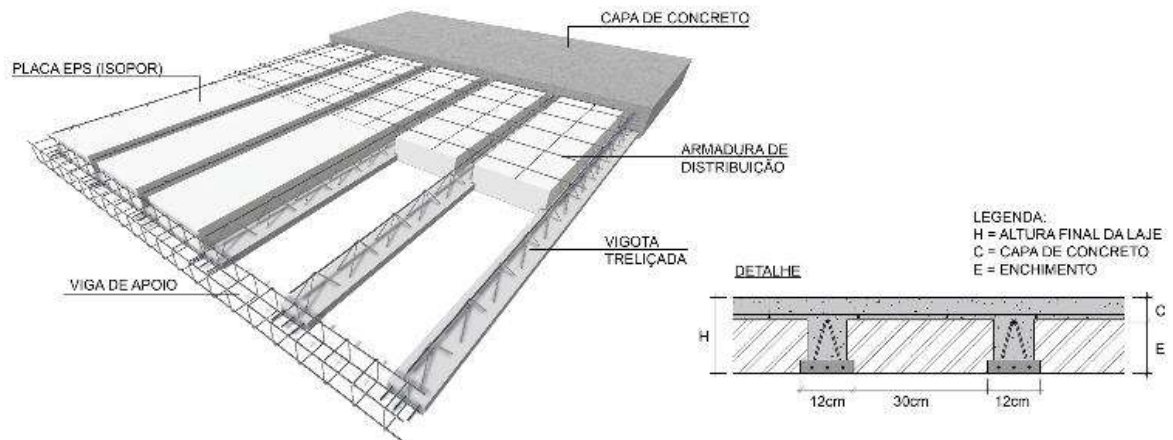 CAPA DE CONCRETO
PLACA EPS (ISOPOR)
ARMADURA DE
DISTRIBUIÇÃO
VIGOTA
TRELIÇADA
VIGA DE APOIO
LEGENDA:
H = ALTURA FINAL DA LAJE
C = CAPA DE CONCRETO
E = ENCHIMENTO
DETALHE
H
C
E
12cm
30cm
12cm